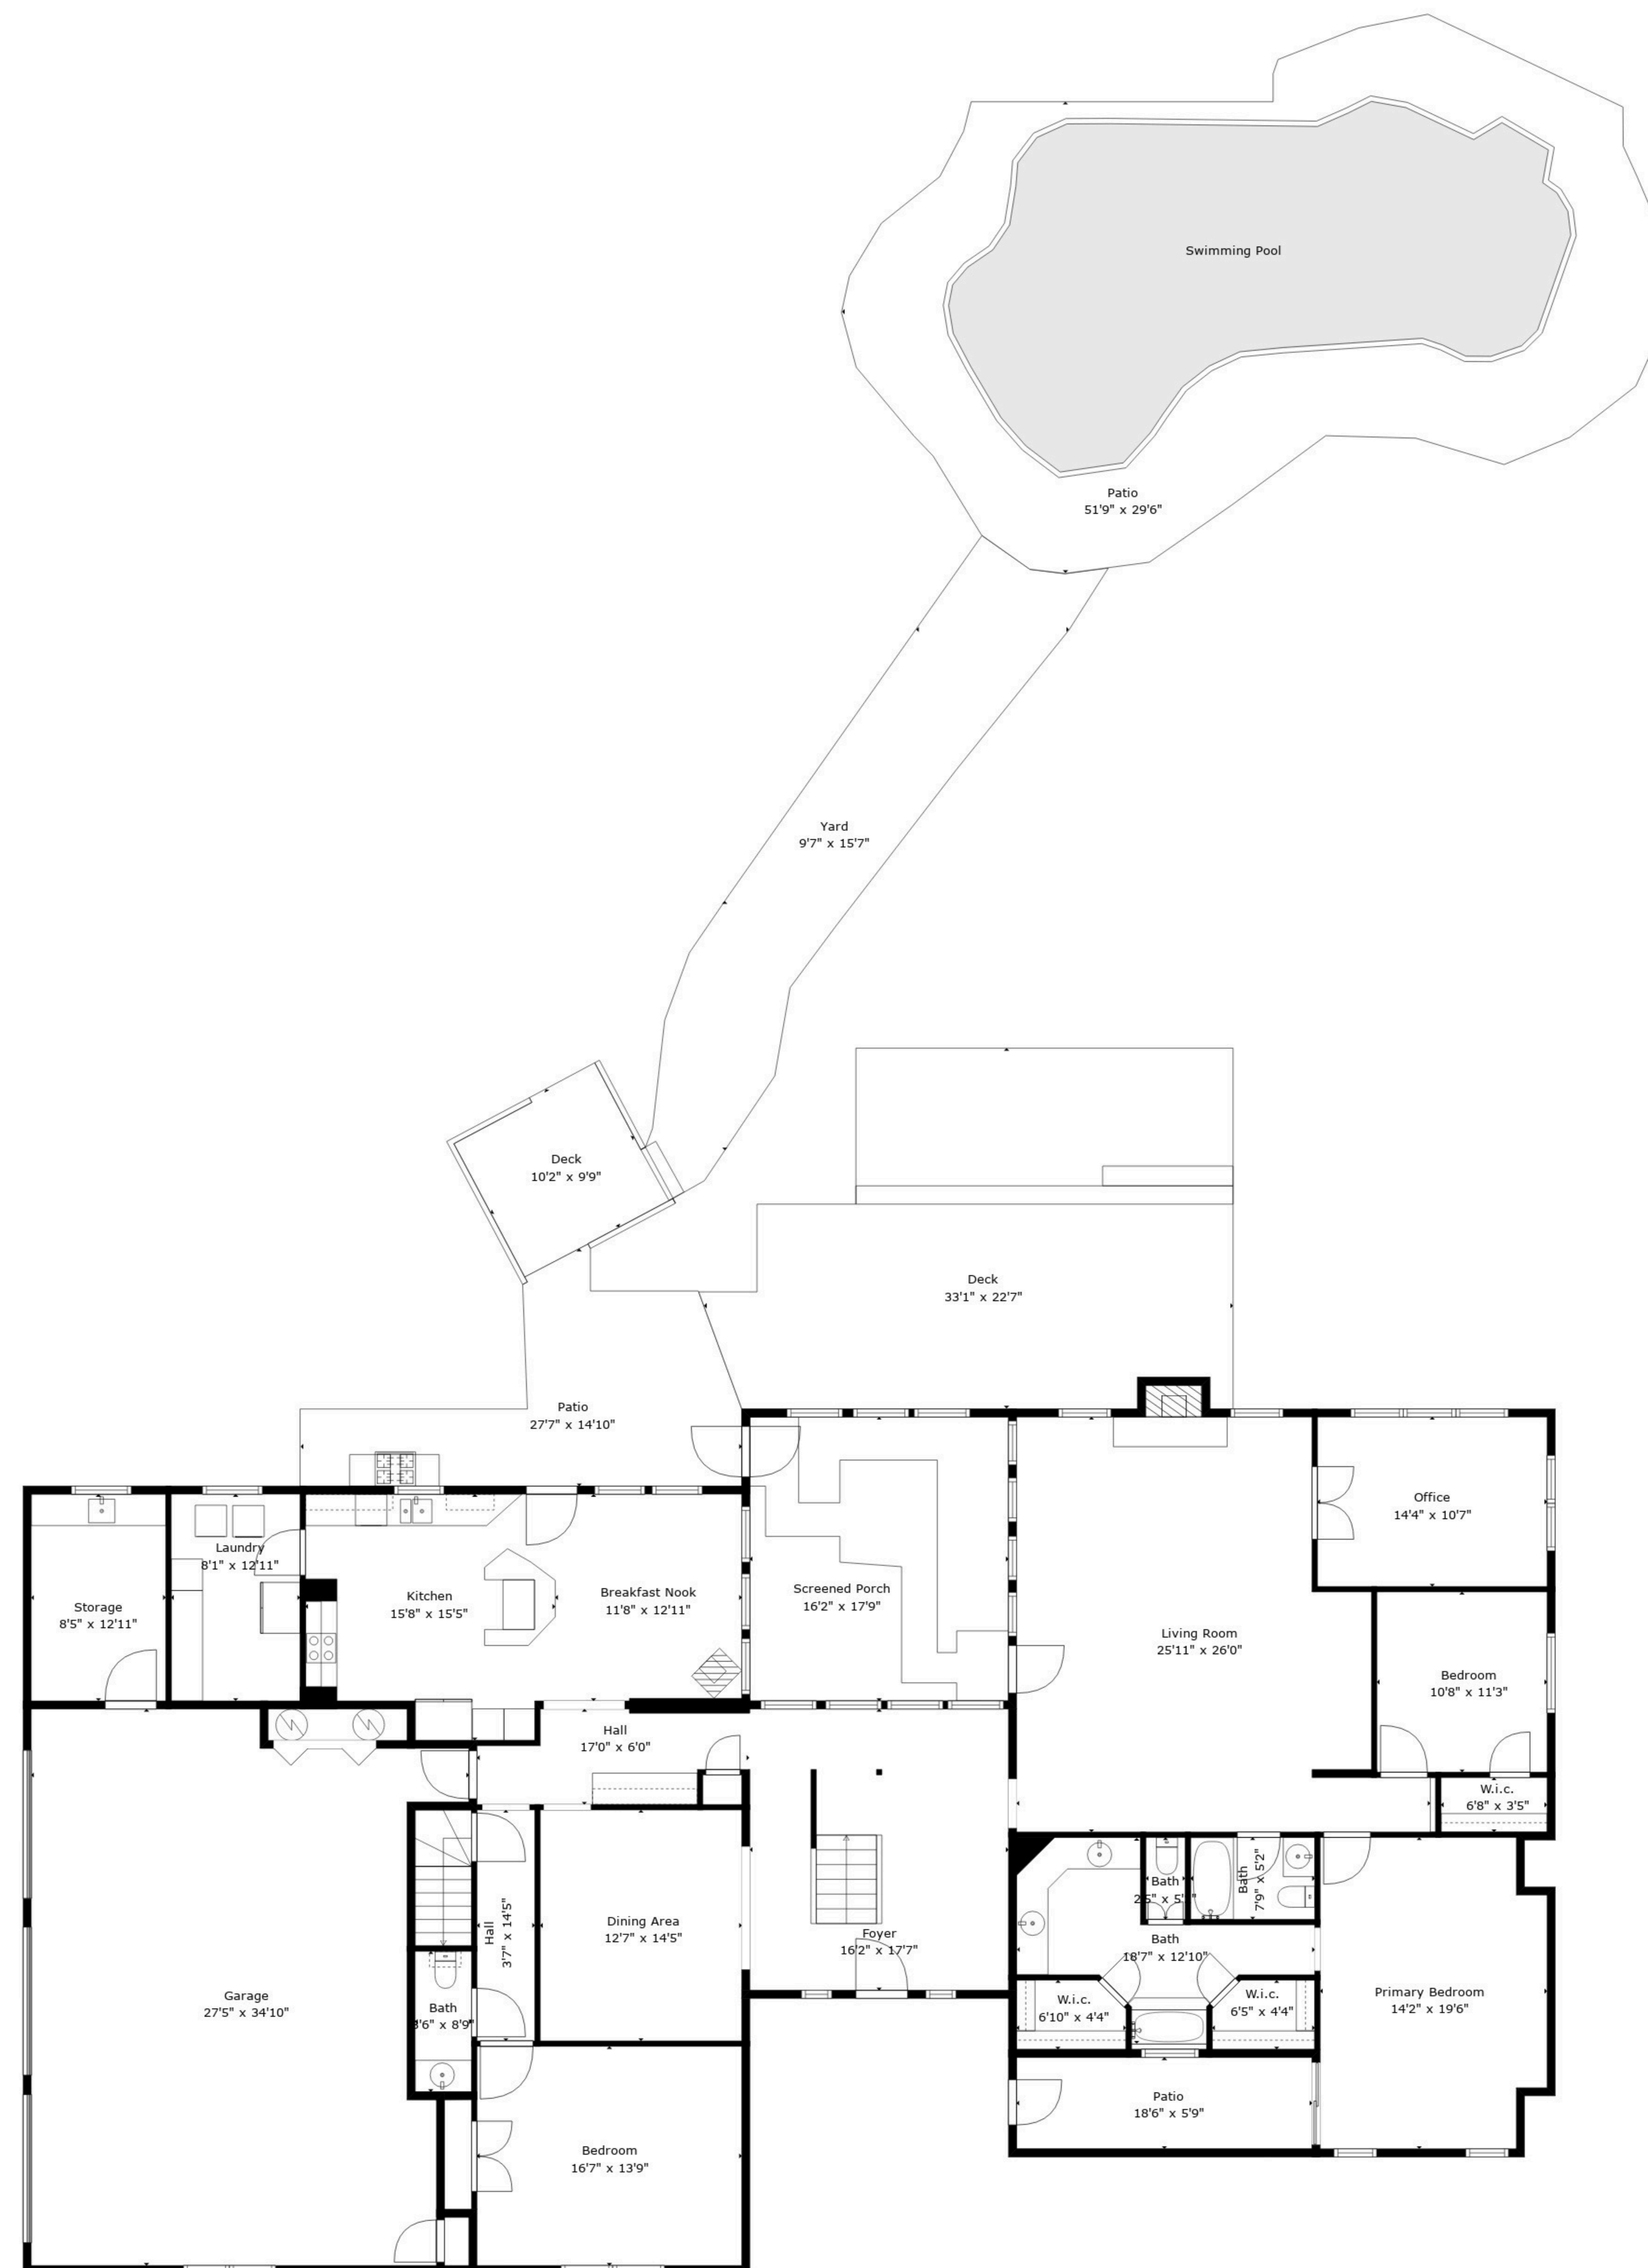 Swimming Pool
Patio
51'9" x 29'6"
Yard
9'7" x 15'7"
Deck
10'2" x 9'9"
Deck
33'1" x 22'7"
Patio
27'7" x 14'10"
Office
14'4" x 10'7"
Laundry
8'1" x 12'11"
Storage
8'5" x 12'11"
Kitchen
15'8" x 15'5"
Breakfast Nook
11'8" x 12'11"
Screened Porch
16'2" x 17'9"
Living Room
25'11" x 26'0"
Bedroom
10'8" x 11'3"
Hall
17'0" x 6'0"
W.i.c.
6'8" x 3'5"
Bath
Bath
7'9" x 5'2"
Hall
3'7" x 14'5"
Dining Area
12'7" x 14'5"
Foyer
16'2" x 17'7"
Bath
18'7" x 12'10"
Garage
27'5" x 34'10"
Bath
x 8'9"
W.i.c.
6'10" x 4'4"
W.i.c.
6'5" x 4'4"
Primary Bedroom
14'2" x 19'6"
Patio
18'6" x 5'9"
Bedroom
16'7" x 13'9"